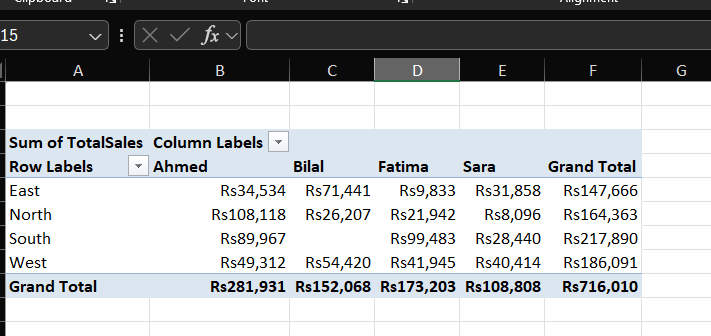 15 fx
A B C D E F G
Sum of TotalSales Column Labels
Row Labels Ahmed Bilal Fatima Sara Grand Total
East Rs34,534 Rs71,441 Rs9,833 Rs31,858 Rs147,666
North Rs108,118 Rs26,207 Rs21,942 Rs8,096 Rs164,363
South Rs89,967 Rs99,483 Rs28,440 Rs217,890
West Rs49,312 Rs54,420 Rs41,945 Rs40,414 Rs186,091
Grand Total Rs281,931 Rs152,068 Rs173,203 Rs108,808 Rs716,010